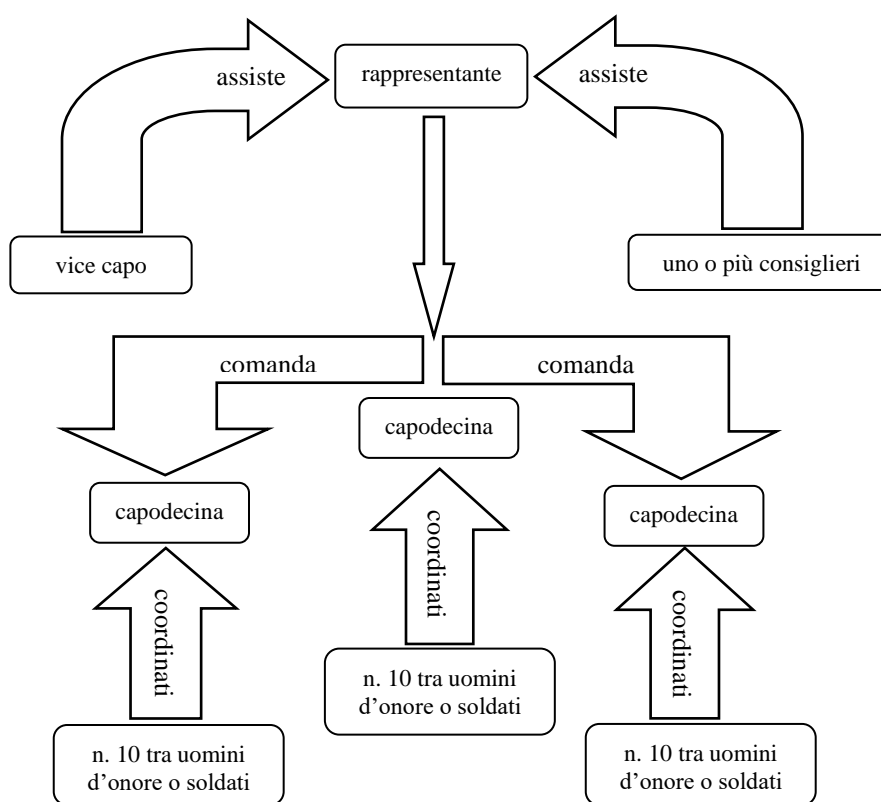 assiste
rappresentante
assiste
vice capo
uno o più consiglieri
comanda
comanda
capodecina
capodecina
capodecina
coordinati
coordinati
coordinati
n. 10 tra uomini
d’onore o soldati
n. 10 tra uomini
d’onore o soldati
n. 10 tra uomini
d’onore o soldati